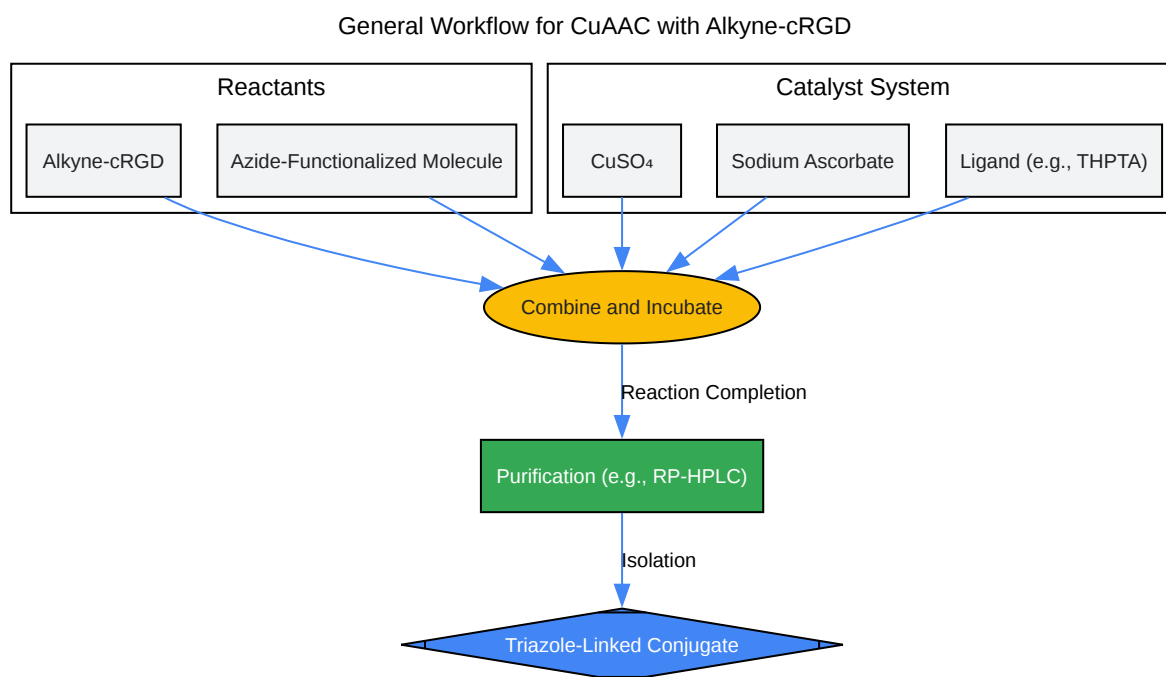 General Workflow for CuAAC with Alkyne-cRGD
Reactants
Catalyst System
Alkyne-cRGD
Azide-Functionalized Molecule
CuSO₄
Sodium Ascorbate
Ligand (e.g., THPTA)
Combine and Incubate
Reaction Completion
Purification (e.g., RP-HPLC)
Isolation
Triazole-Linked Conjugate